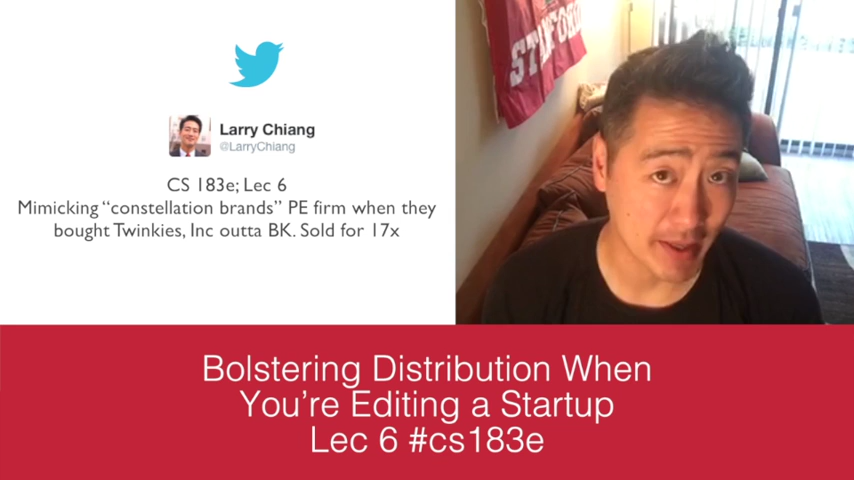 STANFORD
Larry Chiang
@LarryChiang
CS 183e; Lec 6
Mimicking “constellation brands” PE firm when they
bought Twinkies, Inc outta BK. Sold for 17x
Bolstering Distribution When
You’re Editing a Startup
Lec 6 #cs183e